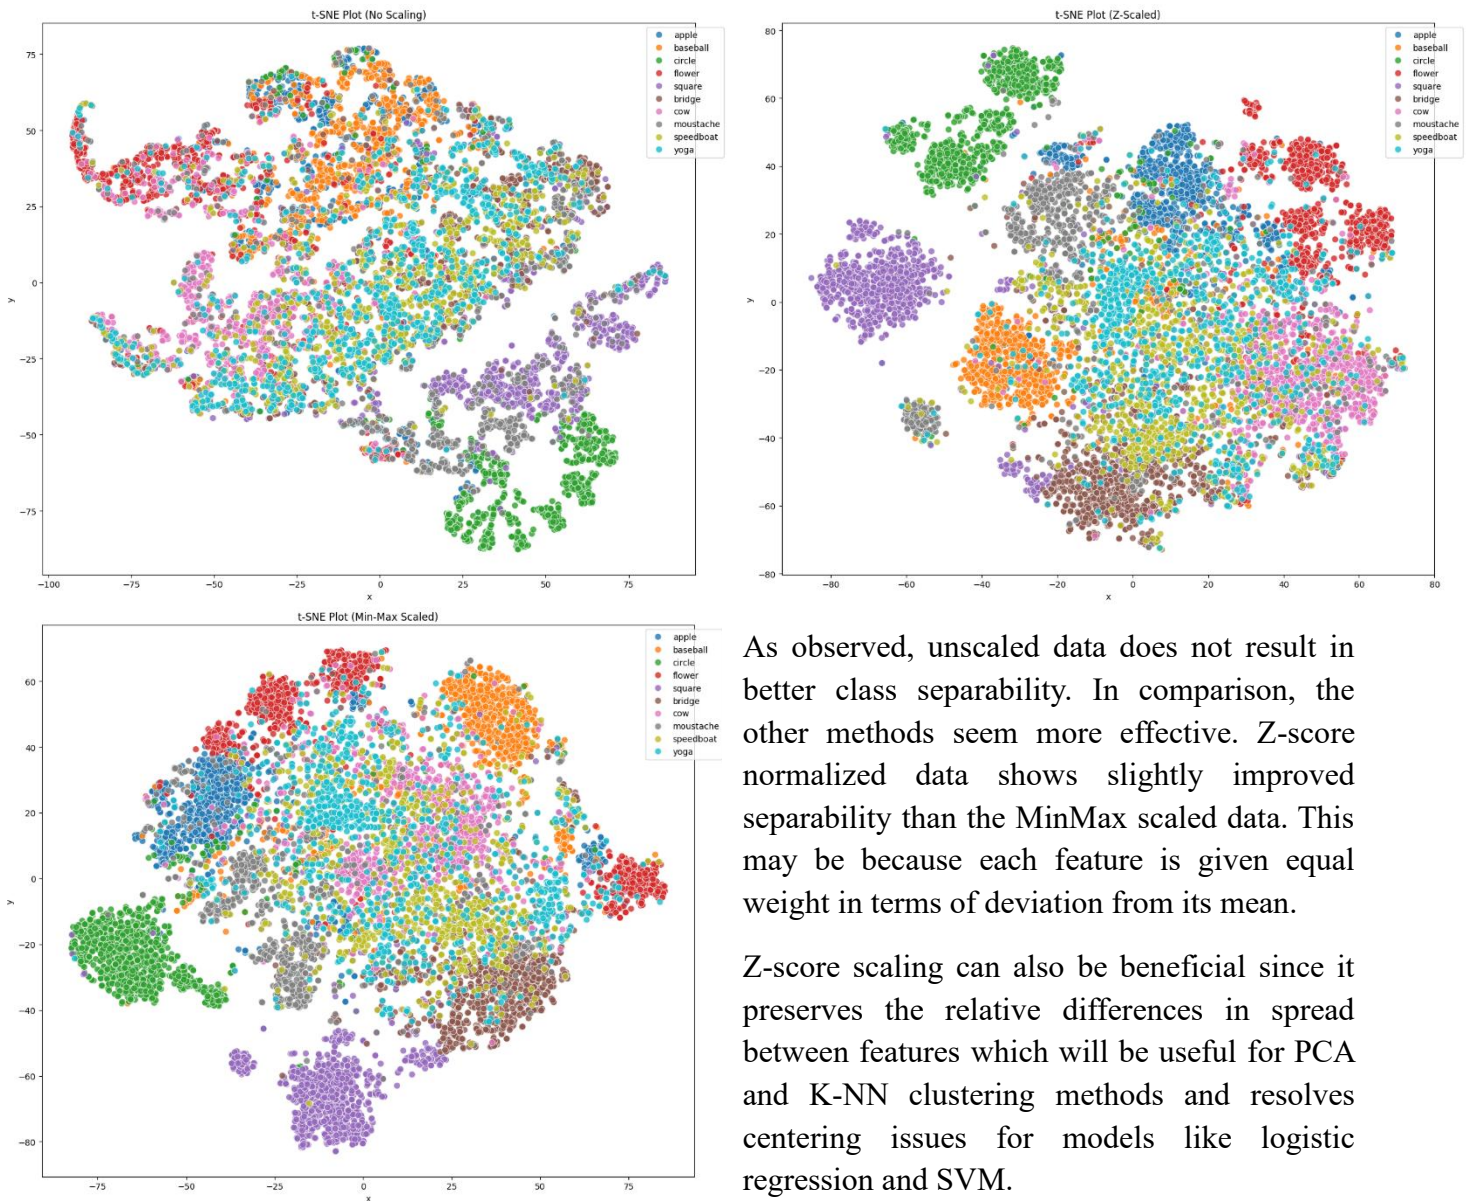 t-SNE Plot (No Scaling)
apple
baseball
circle
flower
square
bridge
cow
moustache
speedboat
yoga
75
50
25
0
−25
−50
−75
y
−100
−75
−50
−25
0
25
50
75
x
t-SNE Plot (Z-Scaled)
apple
baseball
circle
flower
square
bridge
cow
moustache
speedboat
yoga
80
60
40
20
0
−20
−40
−60
−80
y
−80
−60
−40
−20
0
20
40
60
80
x
t-SNE Plot (Min-Max Scaled)
apple
baseball
circle
flower
square
bridge
cow
moustache
speedboat
yoga
60
40
20
0
−20
−40
−60
−80
y
−75
−50
−25
0
25
50
75
x
As observed, unscaled data does not result in
better class separability. In comparison, the
other methods seem more effective. Z-score
normalized data shows slightly improved
separability than the MinMax scaled data. This
may be because each feature is given equal
weight in terms of deviation from its mean.
Z-score scaling can also be beneficial since it
preserves the relative differences in spread
between features which will be useful for PCA
and K-NN clustering methods and resolves
centering issues for models like logistic
regression and SVM.